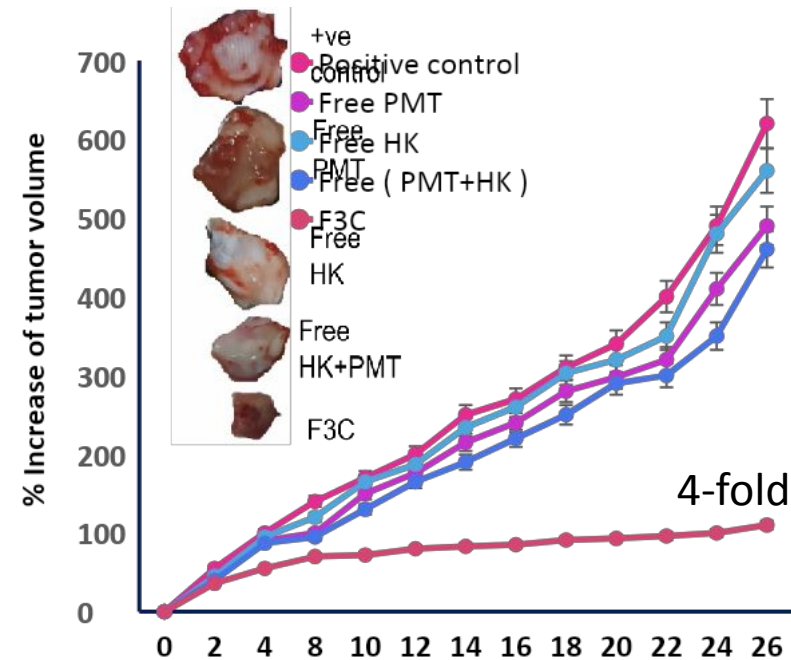 % Increase of tumor volume
700
600
500
400
300
200
100
0
+ve
control
Free
PMT
Free
HK
Free
HK+PMT
F3C
Positive control
Free PMT
Free HK
Free ( PMT+HK )
F3C
4-fold
0 2 4 8 10 12 14 16 18 20 22 24 26